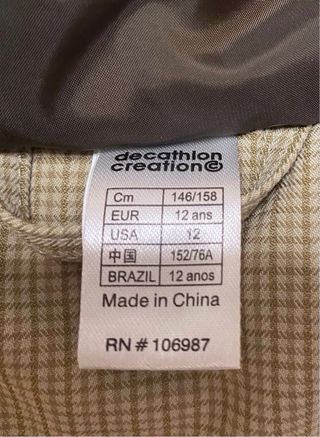 decathlon
creation©
Cm 146/158
EUR 12 ans
USA 12
中国 152/76A
BRAZIL 12 anos
Made in China
RN # 106987